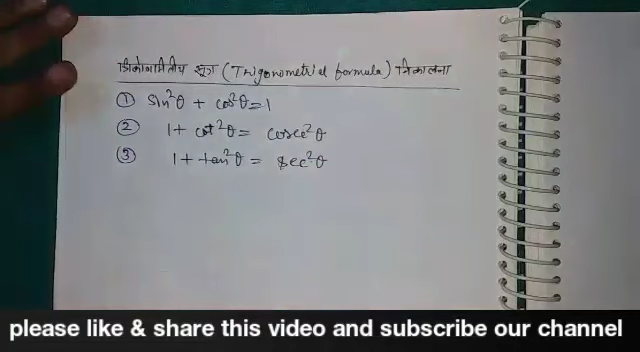 त्रिकोणमितीय सूत्र (Trigonometrical formula) निकालना
① sin²θ + cos²θ = 1
② 1 + cot²θ = cosec²θ
③ 1 + tan²θ = sec²θ
please like & share this video and subscribe our channel